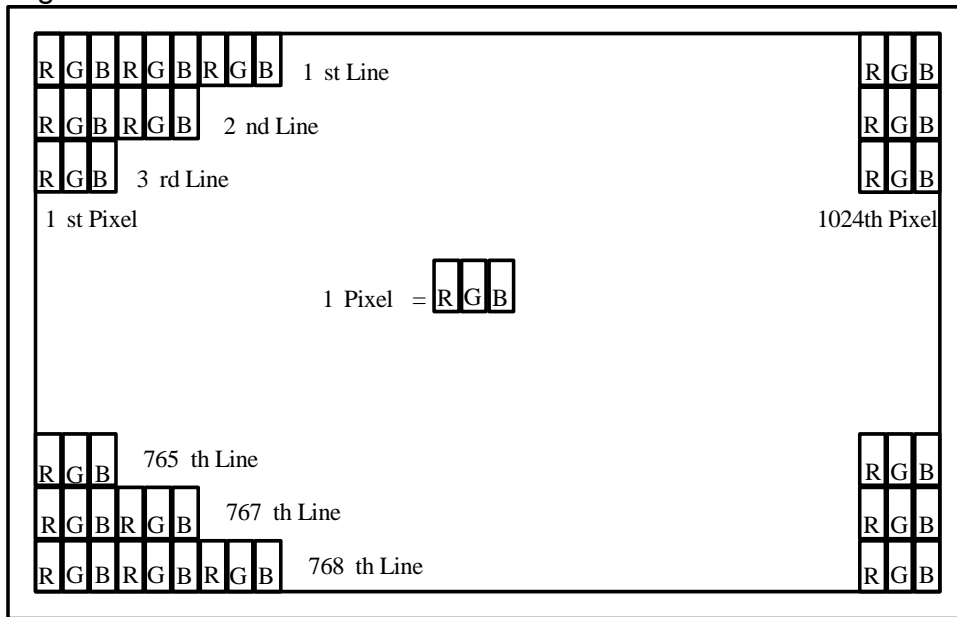 R G B R G B R G B 1 st Line R G B
R G B R G B 2 nd Line R G B
R G B 3 rd Line R G B
1 st Pixel 1024th Pixel
1 Pixel = R G B
R G B 765 th Line R G B
R G B R G B 767 th Line R G B
R G B R G B R G B 768 th Line R G B